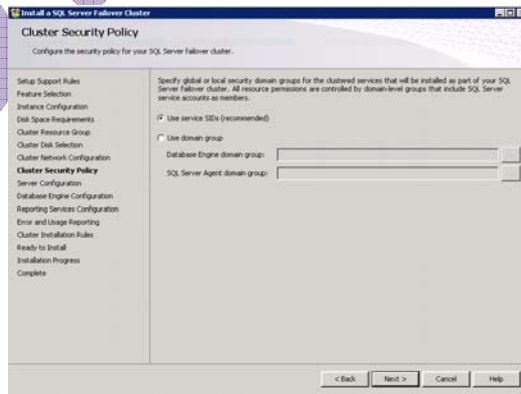 Install a SQL Server Failover Cluster
Cluster Security Policy
Configure the security policy for your SQL Server failover cluster.
Setup Support Rules
Feature Selection
Instance Configuration
Disk Space Requirements
Cluster Resource Group
Cluster Disk Selection
Cluster Network Configuration
Cluster Security Policy
Server Configuration
Database Engine Configuration
Reporting Services Configuration
Error and Usage Reporting
Cluster Installation Rules
Ready to Install
Installation Progress
Complete
Specify global or local security domain groups for the clustered services that will be installed as part of your SQL
Server failover cluster. All resource permissions are controlled by domain-level groups that include SQL Server
service accounts as members.
Use service SIDs (recommended)
Use domain group:
Database Engine domain group:
SQL Server Agent domain group:
< Back
Next >
Cancel
Help